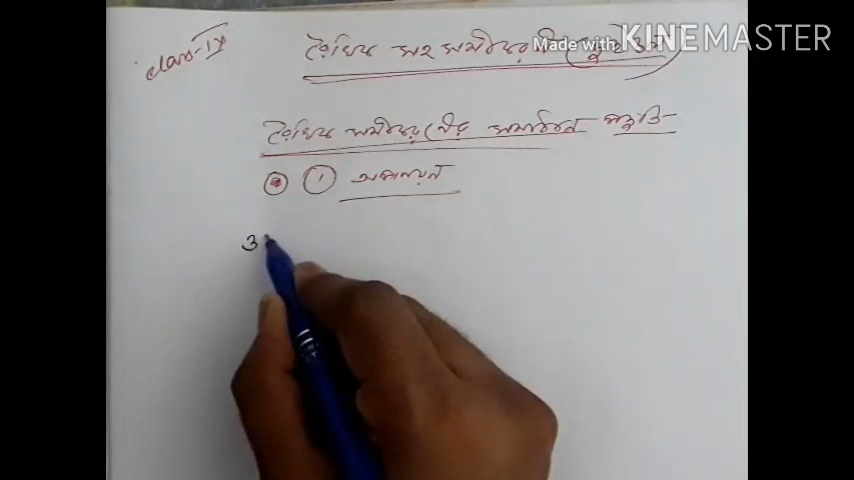 Made with KINEMASTER
class-IX
রৈখিক সহ সমীকরণ
রৈখিক সমীকরণের সমাধানের পদ্ধতি-
① অপনয়ন
3